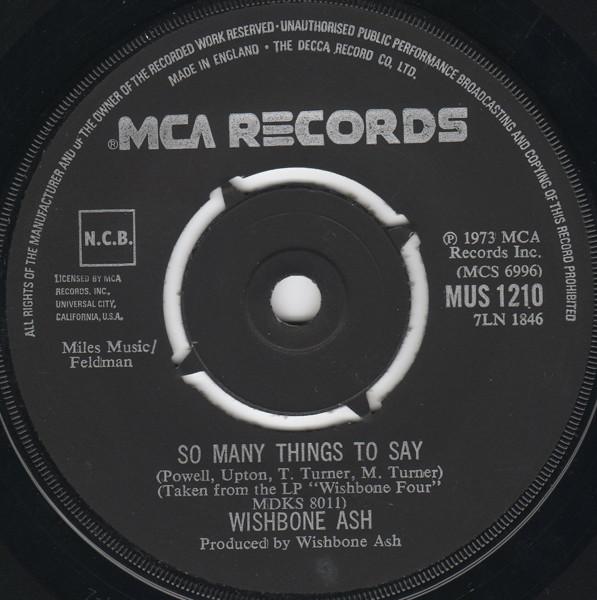 ALL RIGHTS OF THE MANUFACTURER AND OF THE OWNER OF THE RECORDED WORK RESERVED · UNAUTHORISED PUBLIC PERFORMANCE BROADCASTING AND COPYING OF THIS RECORD PROHIBITED
MADE IN ENGLAND · THE DECCA RECORD CO. LTD.
® MCA RECORDS
N.C.B.
LICENSED BY MCA
RECORDS, INC.,
UNIVERSAL CITY,
CALIFORNIA, U.S.A.
Miles Music/
Feldman
℗ 1973 MCA
Records Inc.
(MCS 6996)
MUS 1210
7LN 1846
SO MANY THINGS TO SAY
(Powell, Upton, T. Turner, M. Turner)
(Taken from the LP "Wishbone Four"
MDKS 8011)
WISHBONE ASH
Produced by Wishbone Ash